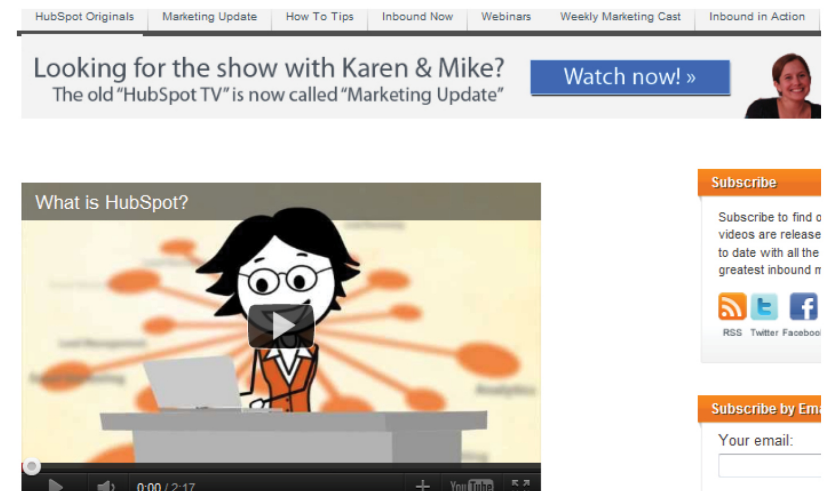 HubSpot Originals Marketing Update How To Tips Inbound Now Webinars Weekly Marketing Cast Inbound in Action
Looking for the show with Karen & Mike?
The old "HubSpot TV" is now called "Marketing Update"
Watch now! »
What is HubSpot?
Analytics
0:00 / 2:17
YouTube
Subscribe
Subscribe to find o
videos are release
to date with all the
greatest inbound m
RSS Twitter Faceboo
Subscribe by Ema
Your email: